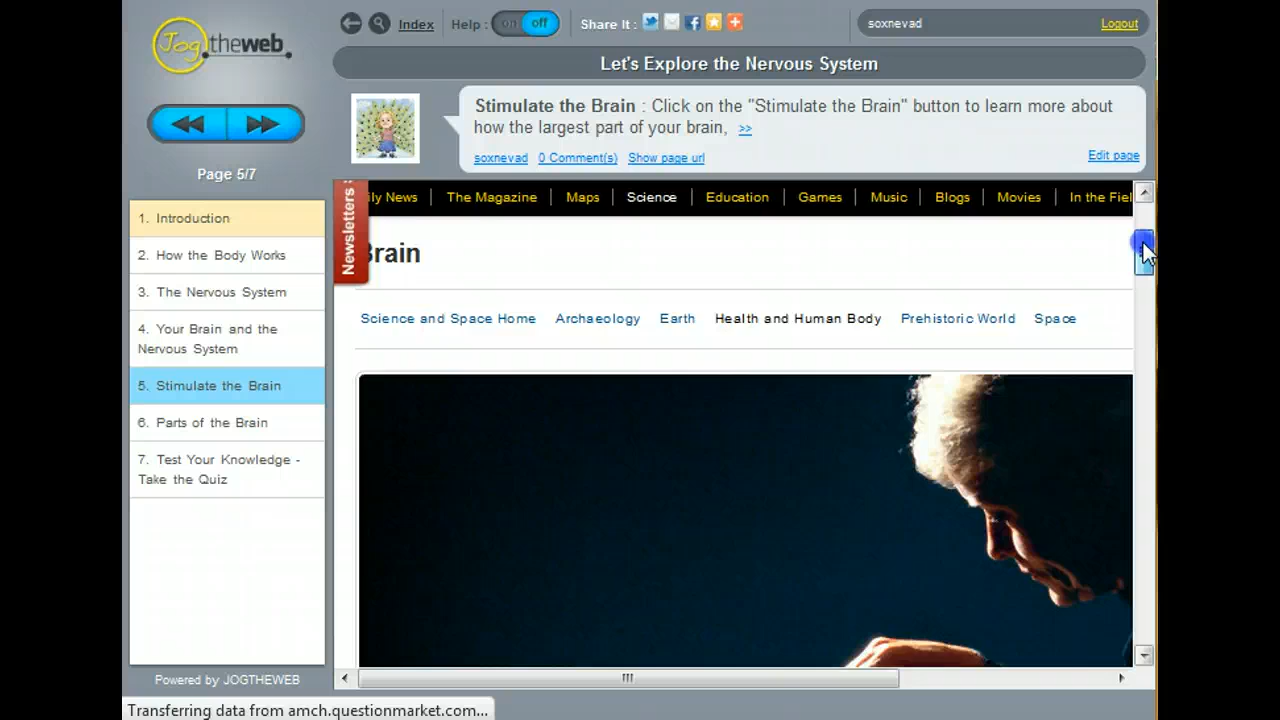 Jog theweb
Index
Help :
on
off
Share It :
soxnevad
Logout
Let's Explore the Nervous System
Page 5/7
Stimulate the Brain : Click on the "Stimulate the Brain" button to learn more about
how the largest part of your brain, >>
soxnevad 0 Comment(s) Show page url
Edit page
1. Introduction
2. How the Body Works
3. The Nervous System
4. Your Brain and the
Nervous System
5. Stimulate the Brain
6. Parts of the Brain
7. Test Your Knowledge -
Take the Quiz
Powered by JOGTHEWEB
Newsletters
ily News
The Magazine
Maps
Science
Education
Games
Music
Blogs
Movies
In the Fiel
Brain
Science and Space Home
Archaeology
Earth
Health and Human Body
Prehistoric World
Space
Transferring data from amch.questionmarket.com...